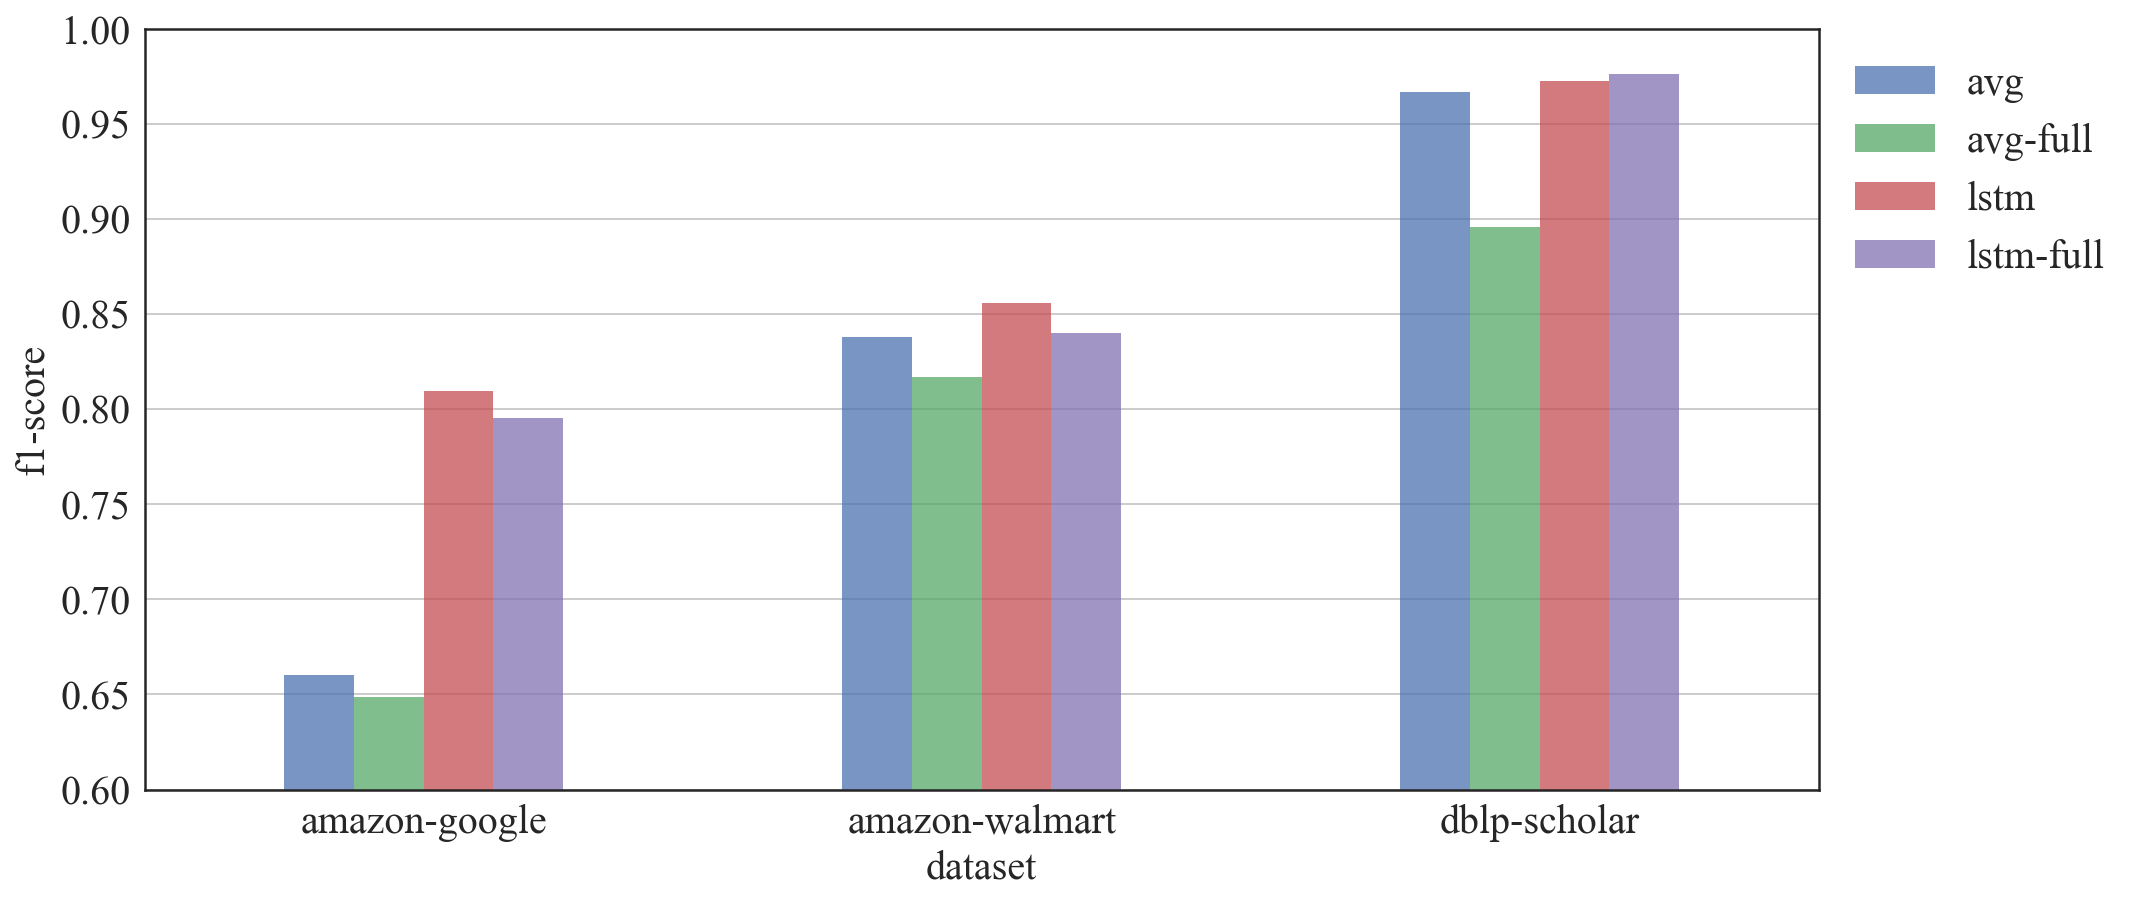 1.00
0.95
0.90
0.85
0.80
0.75
0.70
0.65
0.60
f1-score
amazon-google
amazon-walmart
dblp-scholar
dataset
avg
avg-full
lstm
lstm-full